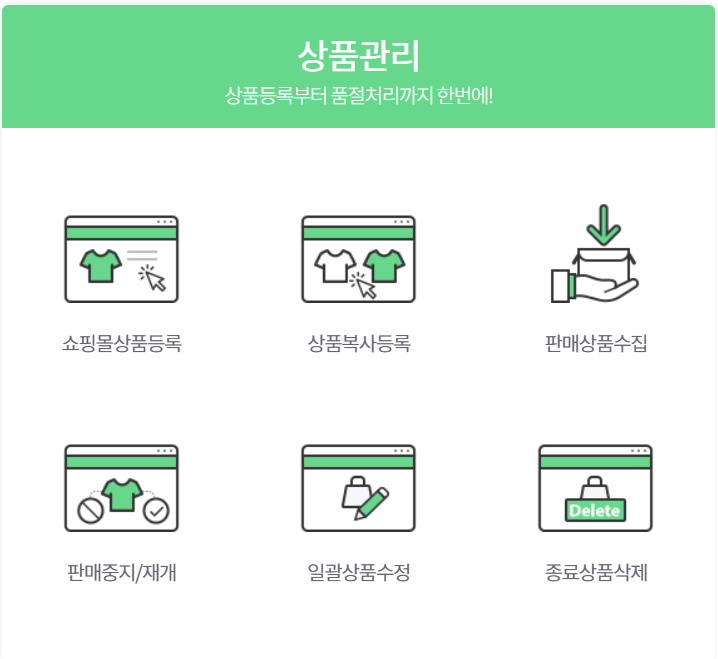 상품관리
상품등록부터 품절처리까지 한번에!
쇼핑몰상품등록
상품복사등록
판매상품수집
Delete
판매중지/재개
일괄상품수정
종료상품삭제